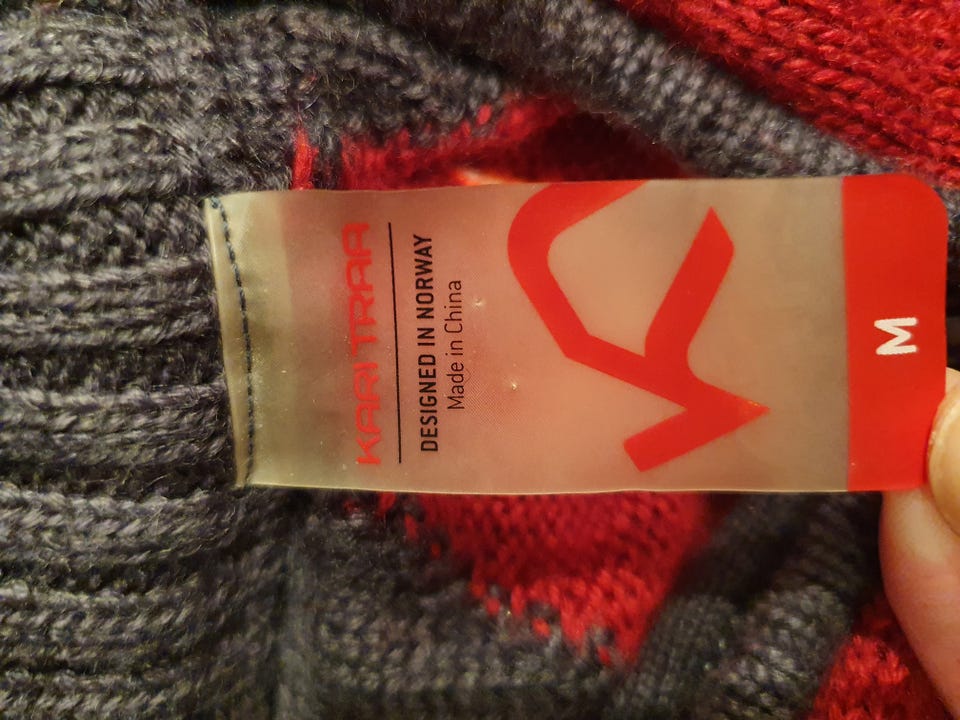 KARI TRAA
DESIGNED IN NORWAY
Made in China
M